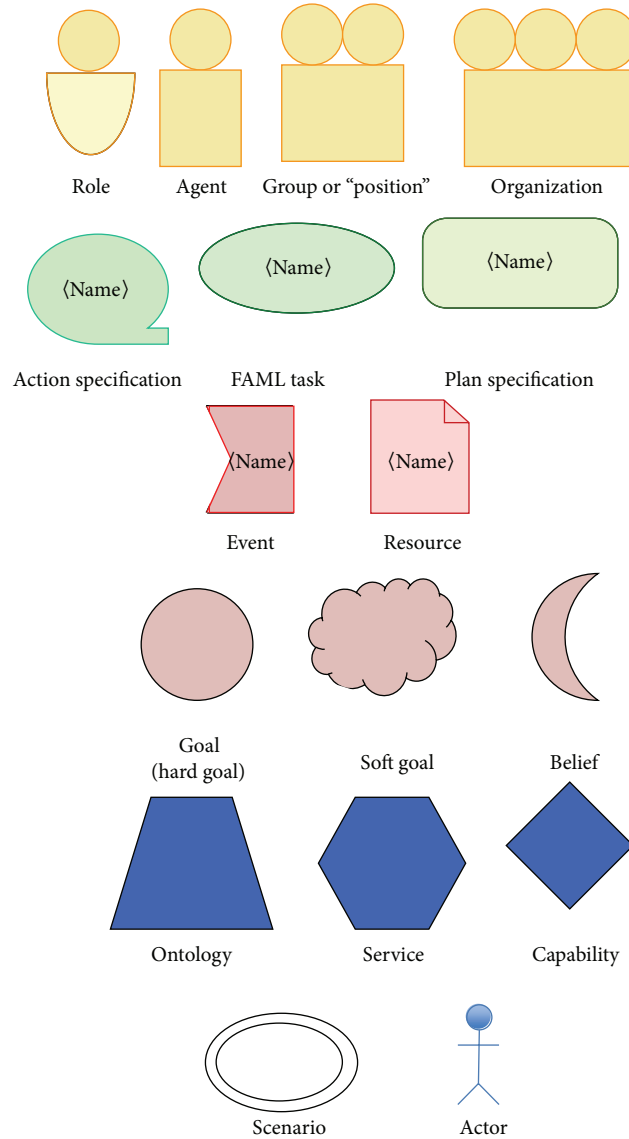 Role
Agent
Group or “position”
Organization
⟨Name⟩
⟨Name⟩
⟨Name⟩
Action specification
FAML task
Plan specification
⟨Name⟩
⟨Name⟩
Event
Resource
Goal
(hard goal)
Soft goal
Belief
Ontology
Service
Capability
Scenario
Actor